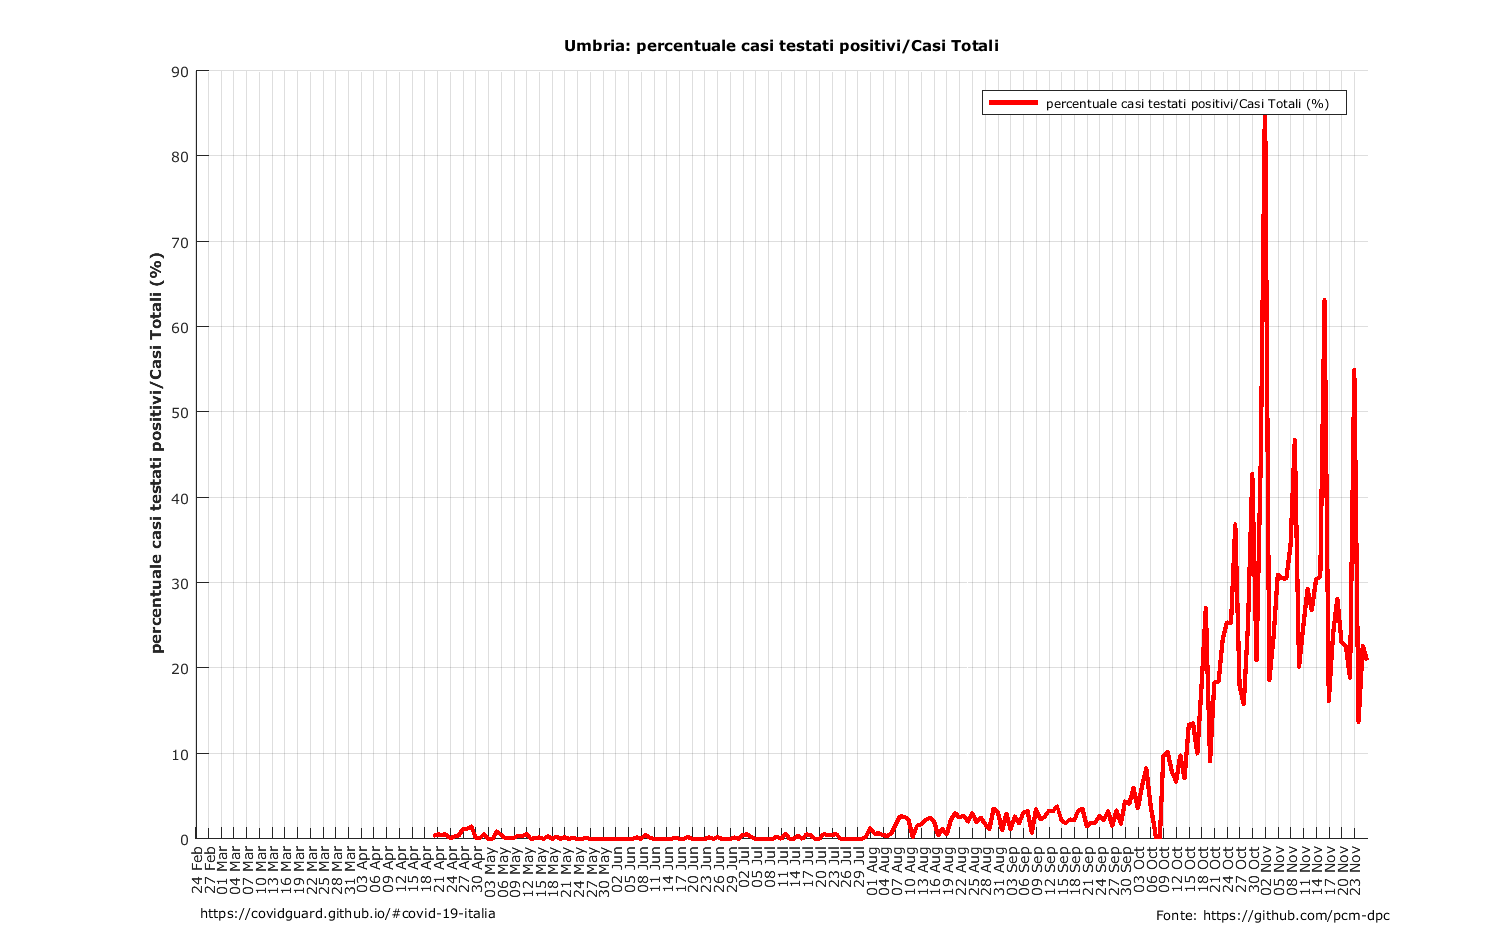 Umbria: percentuale casi testati positivi/Casi Totali
percentuale casi testati positivi/Casi Totali (%)
percentuale casi testati positivi/Casi Totali (%)
90
80
70
60
50
40
30
20
10
0
24 Feb
27 Feb
01 Mar
04 Mar
07 Mar
10 Mar
13 Mar
16 Mar
19 Mar
22 Mar
25 Mar
28 Mar
31 Mar
03 Apr
06 Apr
09 Apr
12 Apr
15 Apr
18 Apr
21 Apr
24 Apr
27 Apr
30 Apr
03 May
06 May
09 May
12 May
15 May
18 May
21 May
24 May
27 May
30 May
02 Jun
05 Jun
08 Jun
11 Jun
14 Jun
17 Jun
20 Jun
23 Jun
26 Jun
29 Jun
02 Jul
05 Jul
08 Jul
11 Jul
14 Jul
17 Jul
20 Jul
23 Jul
26 Jul
29 Jul
01 Aug
04 Aug
07 Aug
10 Aug
13 Aug
16 Aug
19 Aug
22 Aug
25 Aug
28 Aug
31 Aug
03 Sep
06 Sep
09 Sep
12 Sep
15 Sep
18 Sep
21 Sep
24 Sep
27 Sep
30 Sep
03 Oct
06 Oct
09 Oct
12 Oct
15 Oct
18 Oct
21 Oct
24 Oct
27 Oct
30 Oct
02 Nov
05 Nov
08 Nov
11 Nov
14 Nov
17 Nov
20 Nov
23 Nov
https://covidguard.github.io/#covid-19-italia
Fonte: https://github.com/pcm-dpc